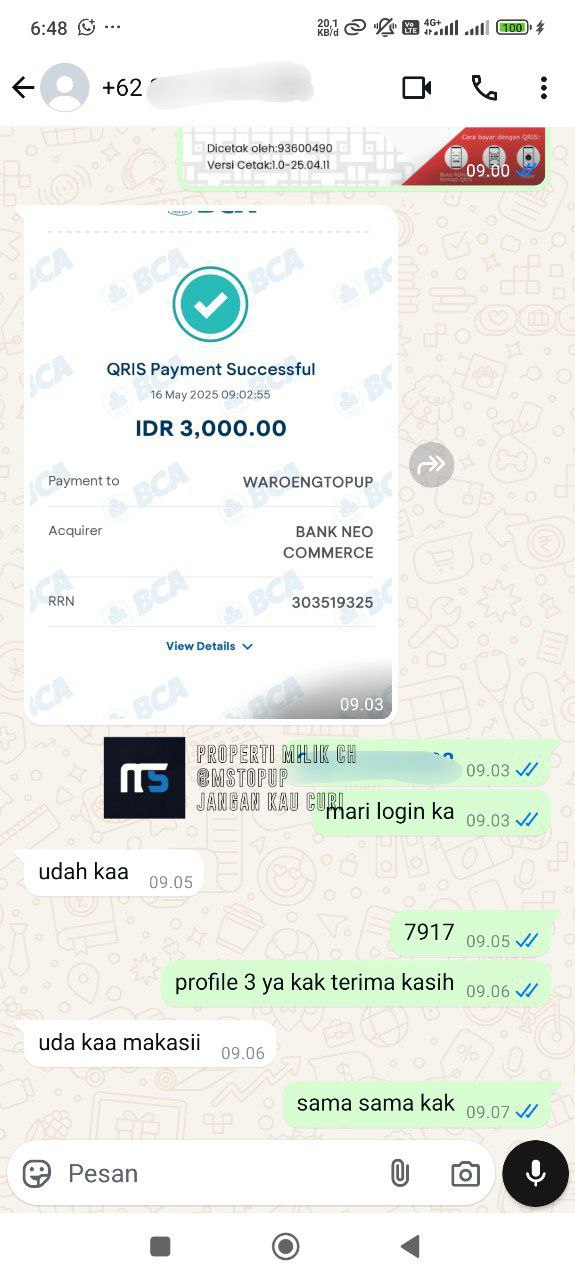 6:48
20,1
KB/d
Vo
LTE
4G+
100
+62
Dicetak oleh:93600490
Versi Cetak:1.0-25.04.11
Cara bayar dengan QRIS:
09.00
BCA
QRIS Payment Successful
16 May 2025 09:02:55
IDR 3,000.00
Payment to
WAROENGTOPUP
Acquirer
BANK NEO
COMMERCE
RRN
303519325
View Details
09.03
09.03
MS
PROPERTI MILIK CH
@MSTOPUP
JANGAN KAU CURI
mari login ka
09.03
udah kaa
09.05
7917
09.05
profile 3 ya kak terima kasih
09.06
uda kaa makasii
09.06
sama sama kak
09.07
Pesan